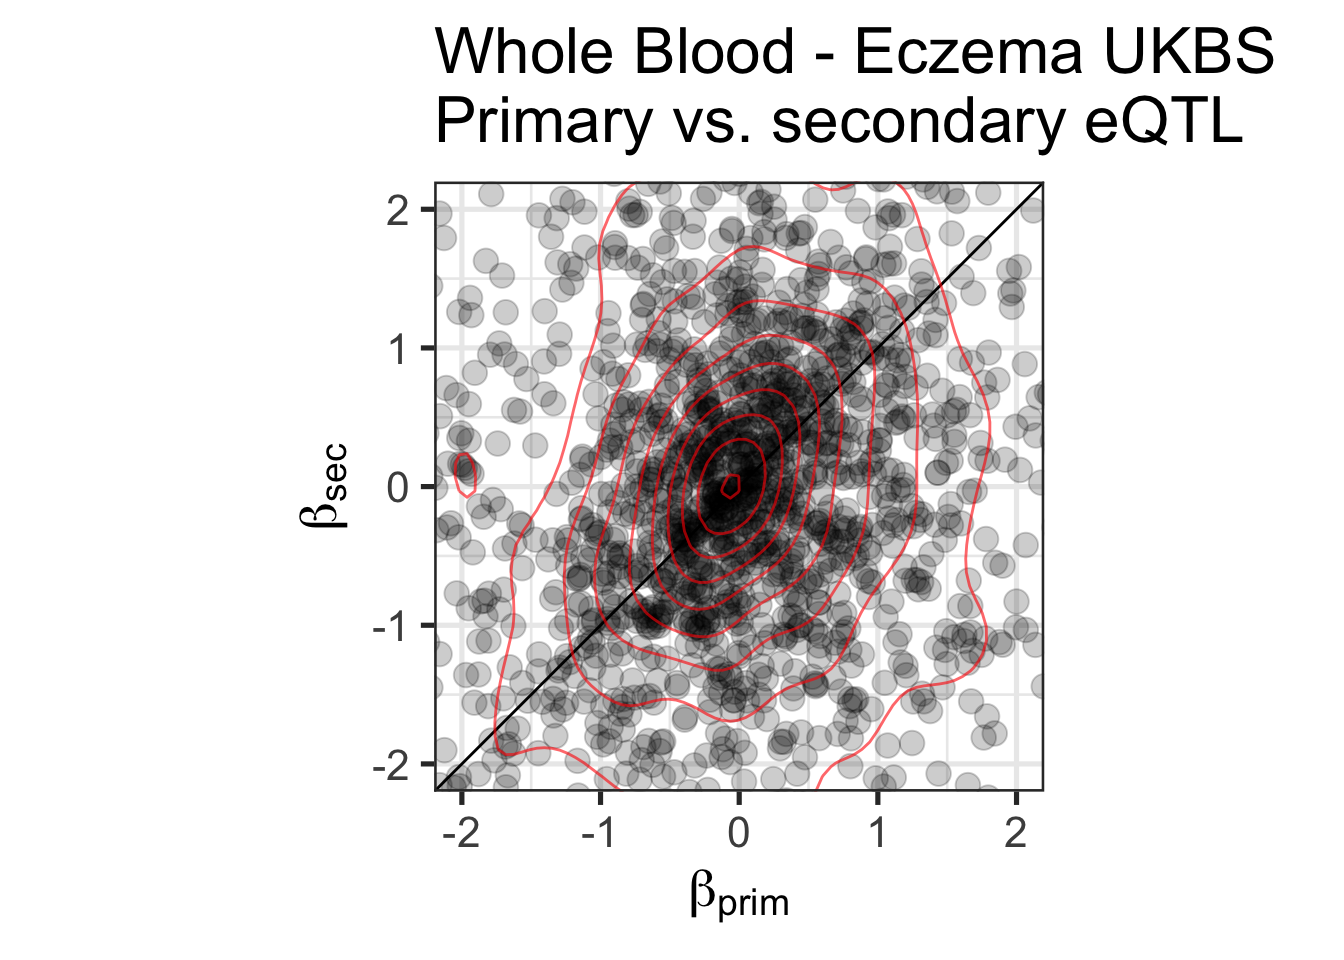 Whole Blood - Eczema UKBS
Primary vs. secondary eQTL
2
1
0
-1
-2
βsec
-2 -1 0 1 2
βprim